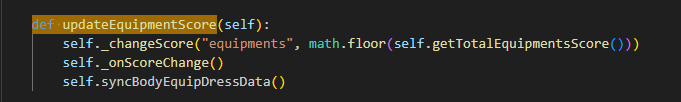 def updateEquipmentScore(self):
    self._changeScore("equipments", math.floor(self.getTotalEquipmentsScore()))
    self._onScoreChange()
    self.syncBodyEquipDressData()